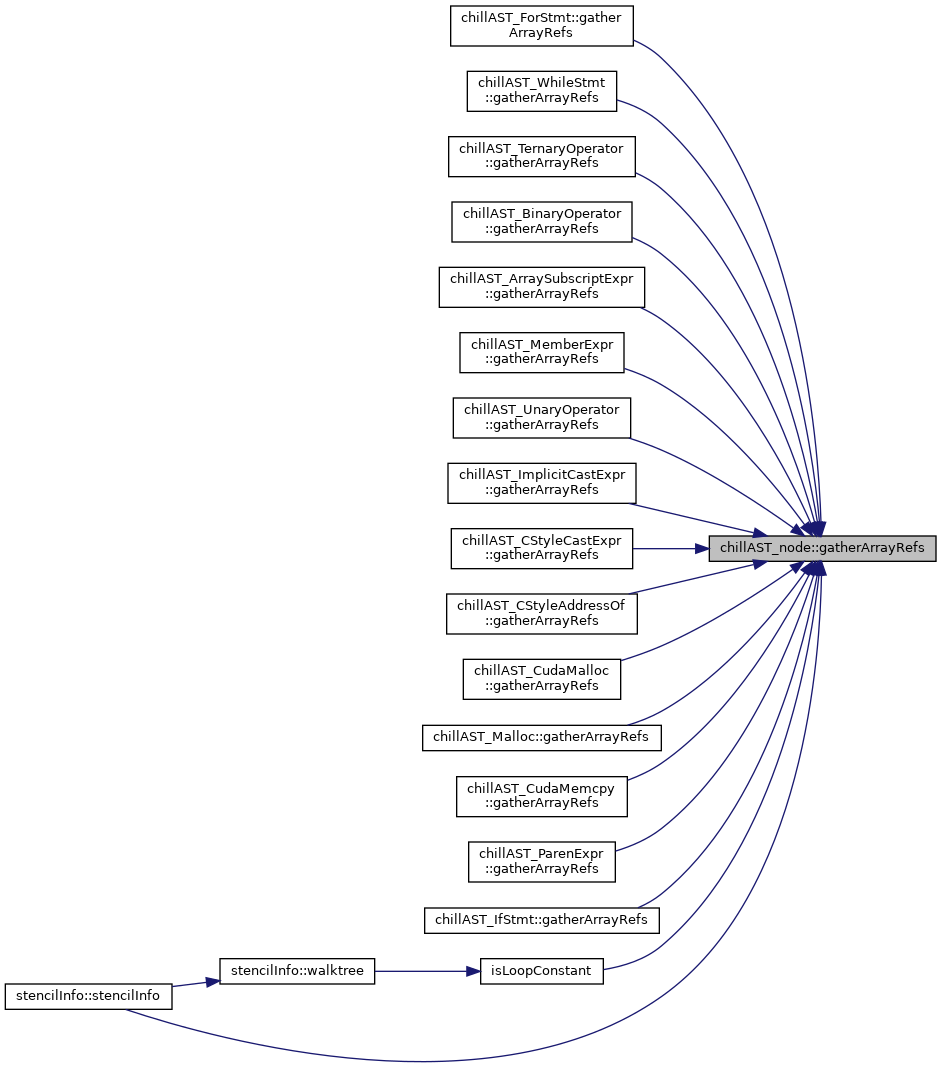 chillAST_ForStmt::gather
ArrayRefs
chillAST_WhileStmt
::gatherArrayRefs
chillAST_TernaryOperator
::gatherArrayRefs
chillAST_BinaryOperator
::gatherArrayRefs
chillAST_ArraySubscriptExpr
::gatherArrayRefs
chillAST_MemberExpr
::gatherArrayRefs
chillAST_UnaryOperator
::gatherArrayRefs
chillAST_ImplicitCastExpr
::gatherArrayRefs
chillAST_CStyleCastExpr
::gatherArrayRefs
chillAST_node::gatherArrayRefs
chillAST_CStyleAddressOf
::gatherArrayRefs
chillAST_CudaMalloc
::gatherArrayRefs
chillAST_Malloc::gatherArrayRefs
chillAST_CudaMemcpy
::gatherArrayRefs
chillAST_ParenExpr
::gatherArrayRefs
chillAST_IfStmt::gatherArrayRefs
stencilInfo::walktree
isLoopConstant
stencilInfo::stencilInfo